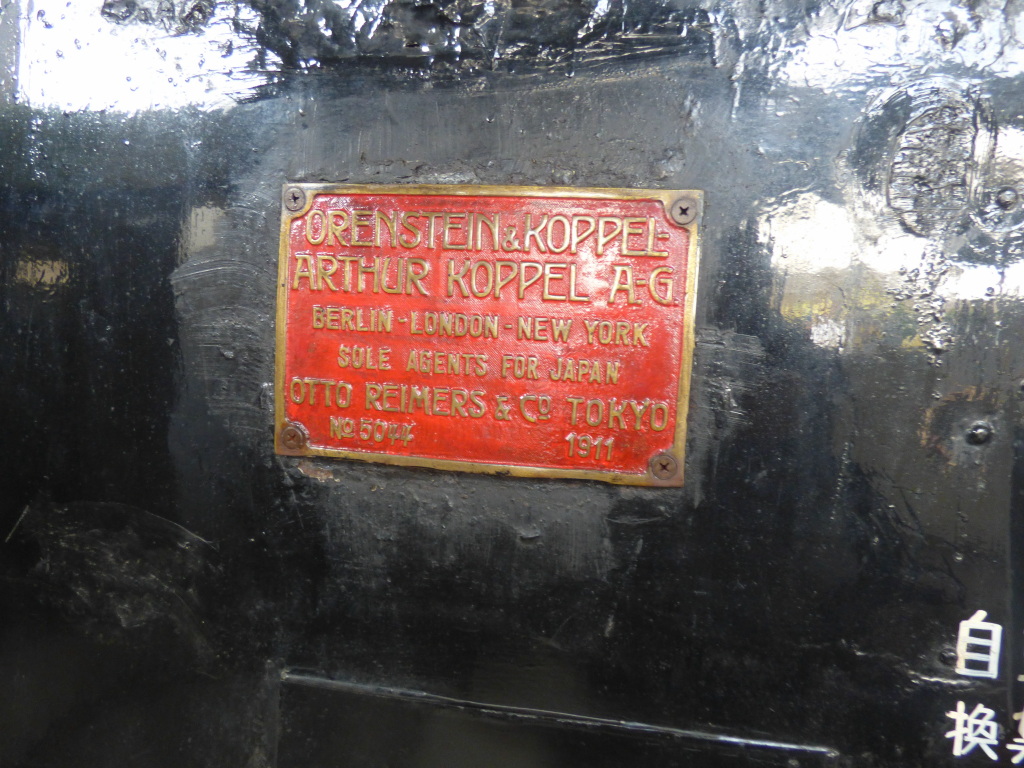 ORENSTEIN & KOPPEL-
ARTHUR KOPPEL A-G.
BERLIN - LONDON - NEW YORK
SOLE AGENTS FOR JAPAN
OTTO REIMERS & Co TOKYO
No 5044 1911
自
換